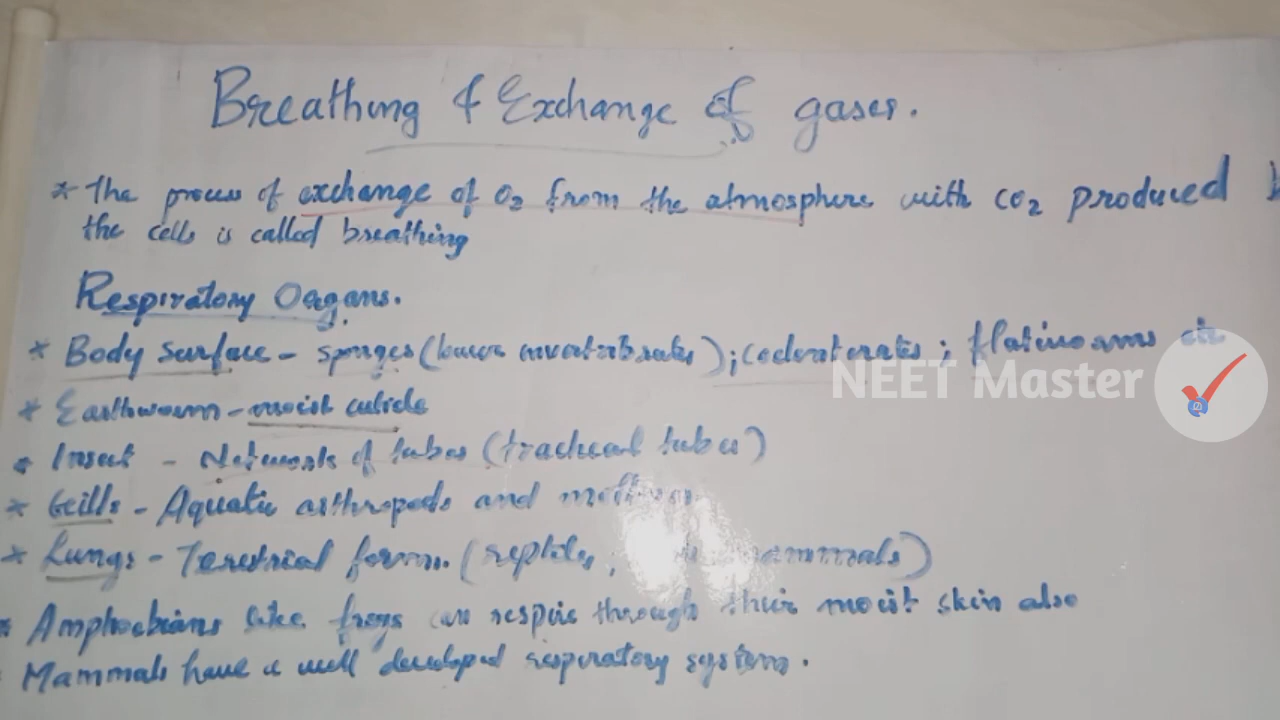 Breathing & Exchange of gases.
* The process of exchange of O2 from the atmosphere with CO2 produced
the cells is called breathing
Respiratory Organs.
* Body surface - sponges (lower invertebrates); Coelenterates; flatworms etc
NEET Master
* Earthworm - moist cuticle
* Insect - Network of tubes (tracheal tubes)
* Gills - Aquatic arthropods and
* Lungs - Terestrial forms. (reptiles, mammals)
* Amphoebians like frogs can respire through their moist skin also
Mammals have a well developed respiratory system.